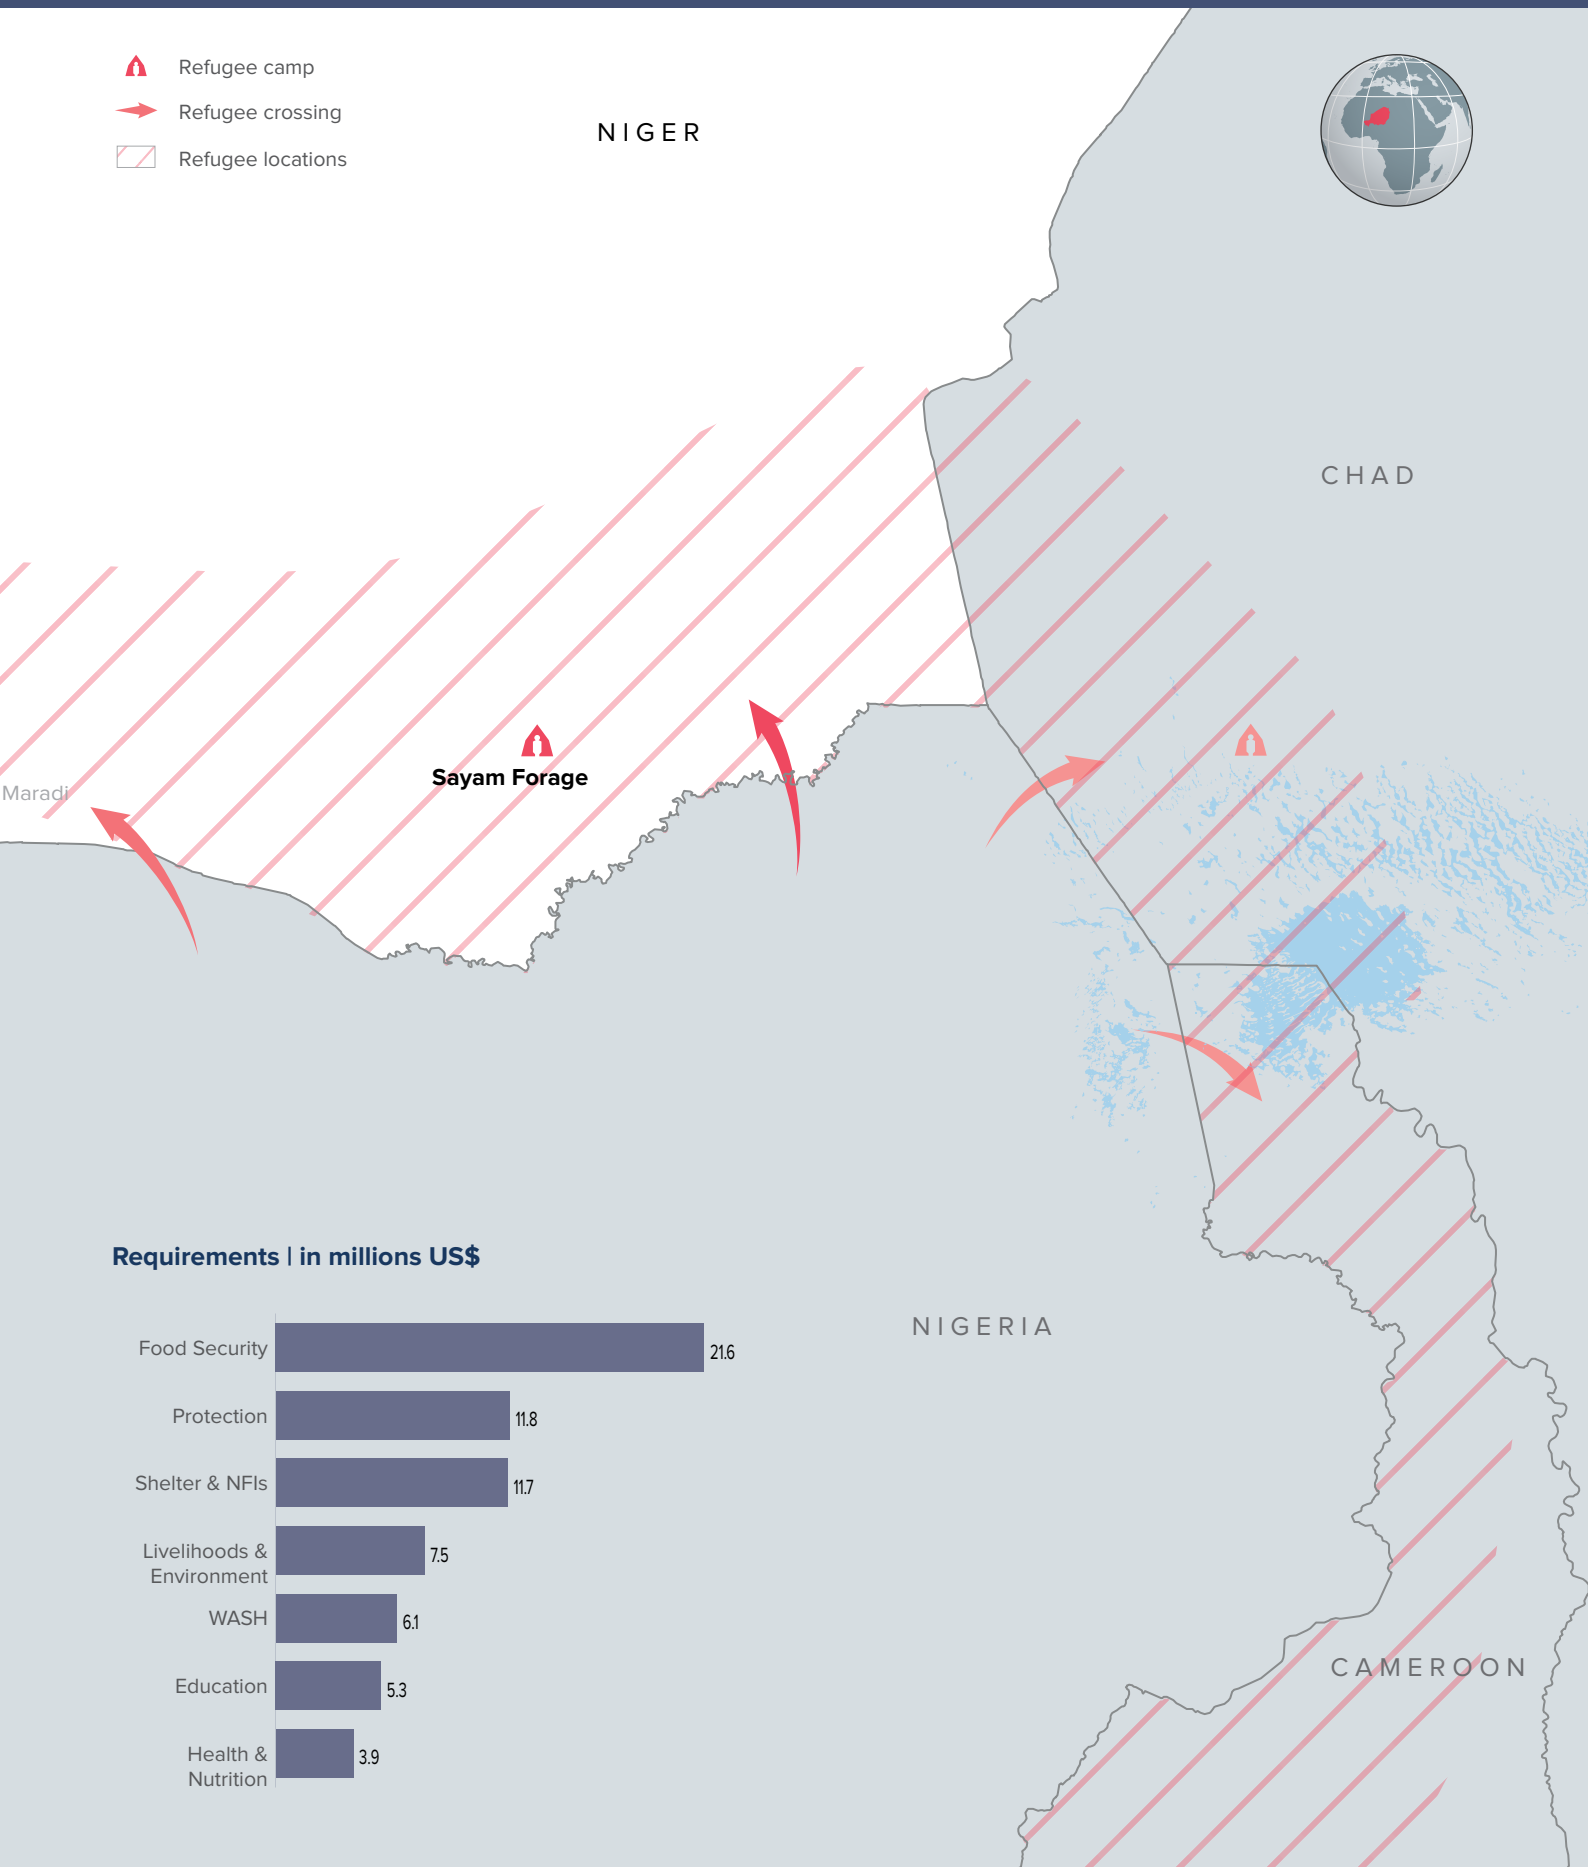 Refugee camp
Refugee crossing
Refugee locations
NIGER
CHAD
Sayam Forage
Maradi
Requirements | in millions US$
NIGERIA
Food Security 21.6
Protection 11.8
Shelter & NFIs 11.7
Livelihoods &
Environment 7.5
WASH 6.1
Education 5.3
Health &
Nutrition 3.9
CAMEROON